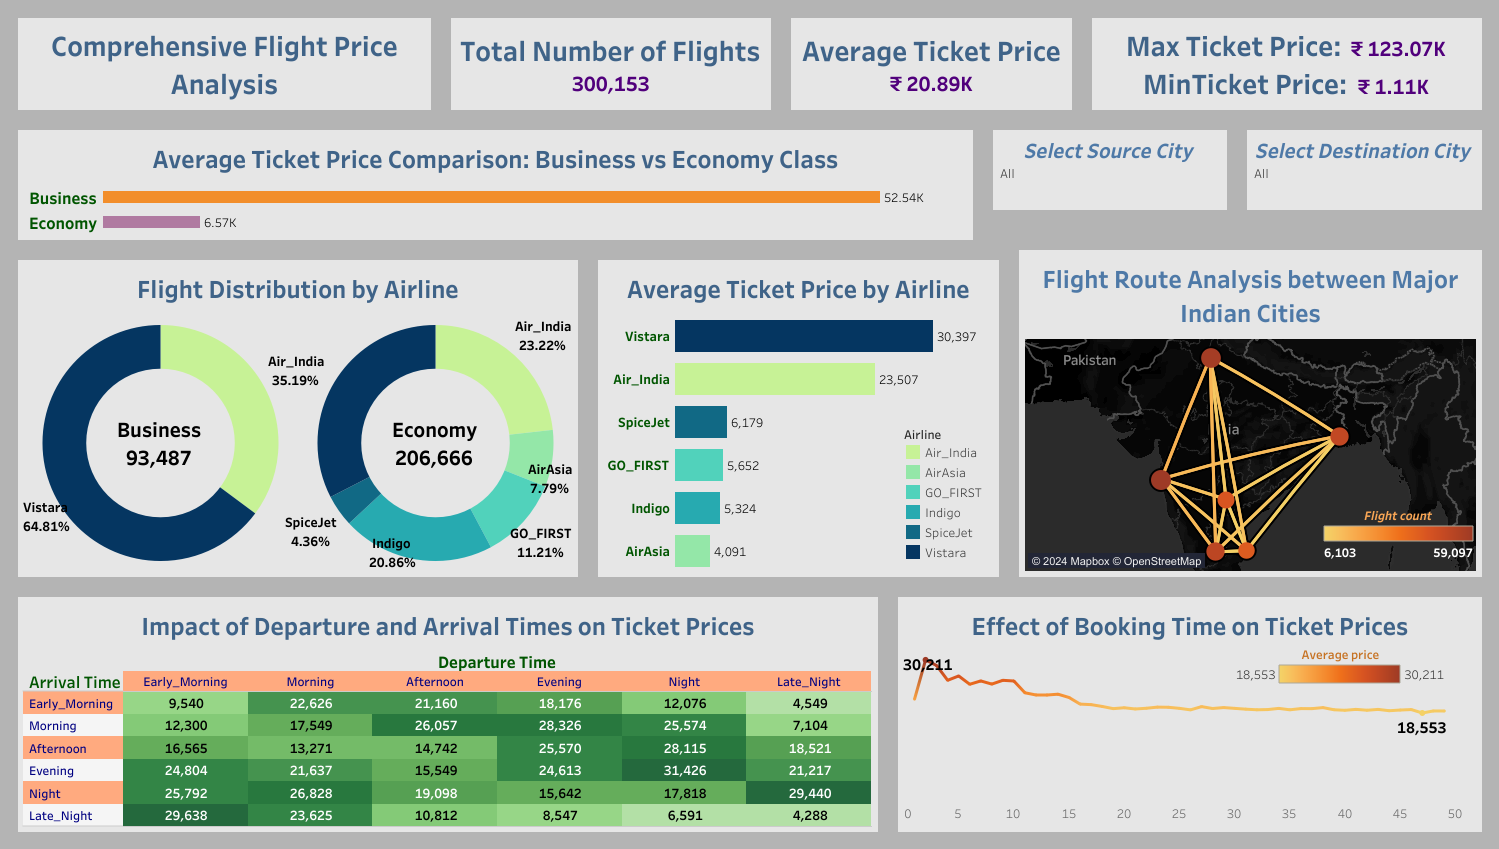 Comprehensive Flight Price
Analysis
Total Number of Flights
300,153
Average Ticket Price
₹ 20.89K
Max Ticket Price: ₹ 123.07K
MinTicket Price: ₹ 1.11K
Average Ticket Price Comparison: Business vs Economy Class
Business 52.54K
Economy 6.57K
Select Source City
All
Select Destination City
All
Flight Distribution by Airline
Air_India
35.19%
Business
93,487
Vistara
64.81%
Air_India
23.22%
Economy
206,666
AirAsia
7.79%
GO_FIRST
11.21%
SpiceJet
4.36%
Indigo
20.86%
Average Ticket Price by Airline
Vistara 30,397
Air_India 23,507
SpiceJet 6,179
GO_FIRST 5,652
Indigo 5,324
AirAsia 4,091
Airline
Air_India
AirAsia
GO_FIRST
Indigo
SpiceJet
Vistara
Flight Route Analysis between Major
Indian Cities
Pakistan
ia
Flight count
6,103 59,097
© 2024 Mapbox © OpenStreetMap
Impact of Departure and Arrival Times on Ticket Prices
Departure Time
Arrival Time Early_Morning Morning Afternoon Evening Night Late_Night
Early_Morning 9,540 22,626 21,160 18,176 12,076 4,549
Morning 12,300 17,549 26,057 28,326 25,574 7,104
Afternoon 16,565 13,271 14,742 25,570 28,115 18,521
Evening 24,804 21,637 15,549 24,613 31,426 21,217
Night 25,792 26,828 19,098 15,642 17,818 29,440
Late_Night 29,638 23,625 10,812 8,547 6,591 4,288
Effect of Booking Time on Ticket Prices
Average price
18,553 30,211
30,211
18,553
0 5 10 15 20 25 30 35 40 45 50